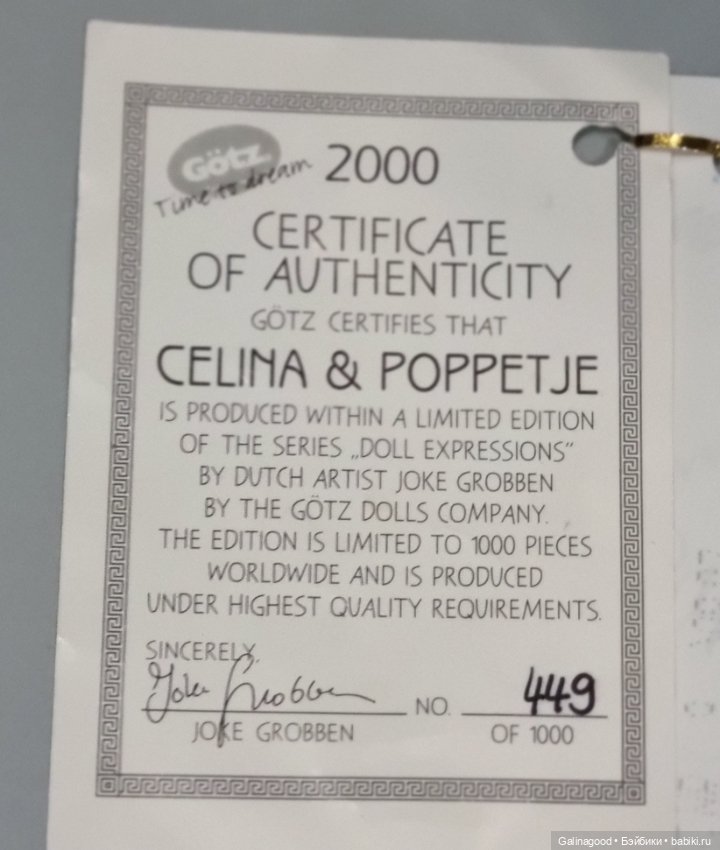 Götz
Time to dream
2000
CERTIFICATE
OF AUTHENTICITY
GÖTZ CERTIFIES THAT
CELINA & POPPETJE
IS PRODUCED WITHIN A LIMITED EDITION
OF THE SERIES „DOLL EXPRESSIONS“
BY DUTCH ARTIST JOKE GROBBEN
BY THE GÖTZ DOLLS COMPANY.
THE EDITION IS LIMITED TO 1000 PIECES
WORLDWIDE AND IS PRODUCED
UNDER HIGHEST QUALITY REQUIREMENTS.
SINCERELY,
Joke Grobben
NO. 449
JOKE GROBBEN
OF 1000
Galinagood • Бэйбики • babiki.ru